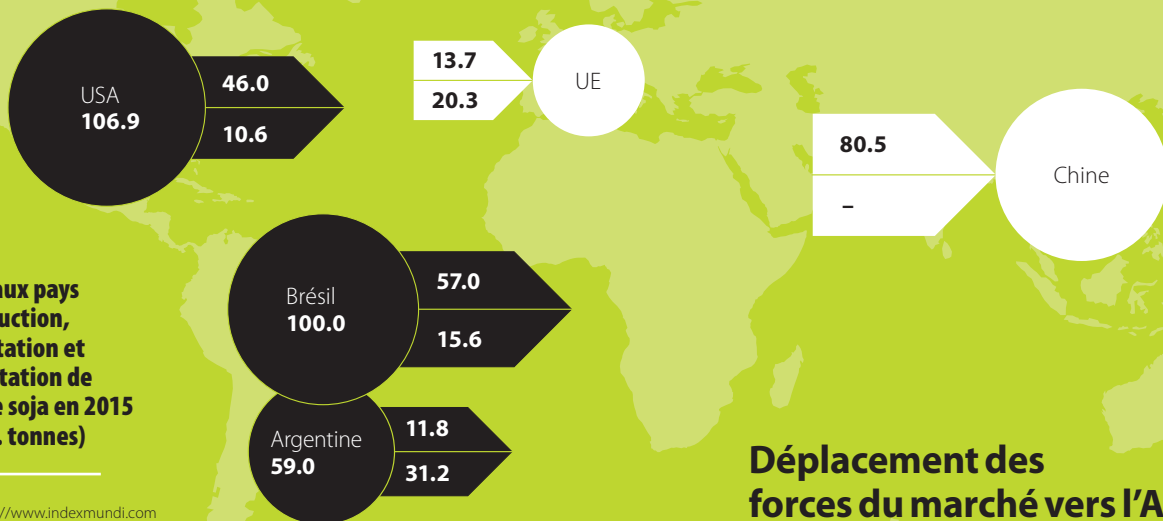 USA
106.9
46.0
10.6
13.7
20.3
UE
80.5
–
Chine
Brésil
100.0
57.0
15.6
Argentine
59.0
11.8
31.2
aux pays
uction,
tation et
tation de
e soja en 2015
. tonnes)
//www.indexmundi.com
Déplacement des
forces du marché vers l'A